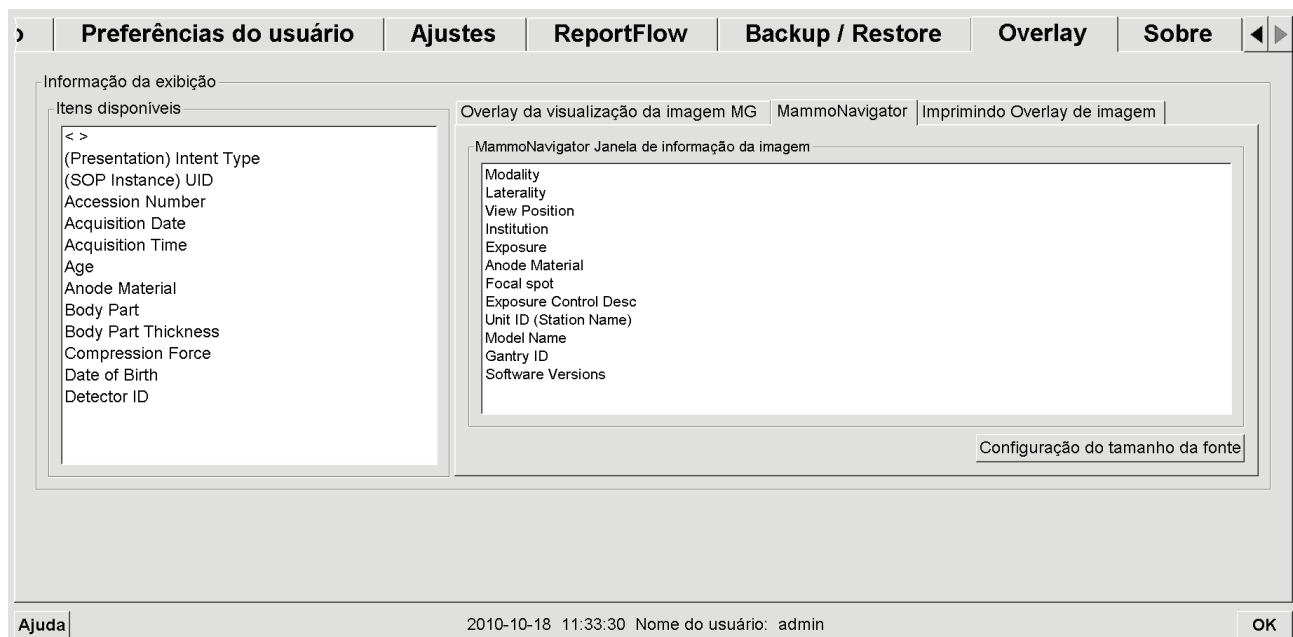 Preferências do usuário
Ajustes
ReportFlow
Backup / Restore
Overlay
Sobre
Informação da exibição
Itens disponíveis
< >
(Presentation) Intent Type
(SOP Instance) UID
Accession Number
Acquisition Date
Acquisition Time
Age
Anode Material
Body Part
Body Part Thickness
Compression Force
Date of Birth
Detector ID
Overlay da visualização da imagem MG
MammoNavigator
Imprimindo Overlay de imagem
MammoNavigator Janela de informação da imagem
Modality
Laterality
View Position
Institution
Exposure
Anode Material
Focal spot
Exposure Control Desc
Unit ID (Station Name)
Model Name
Gantry ID
Software Versions
Configuração do tamanho da fonte
Ajuda
2010-10-18 11:33:30 Nome do usuário: admin
OK